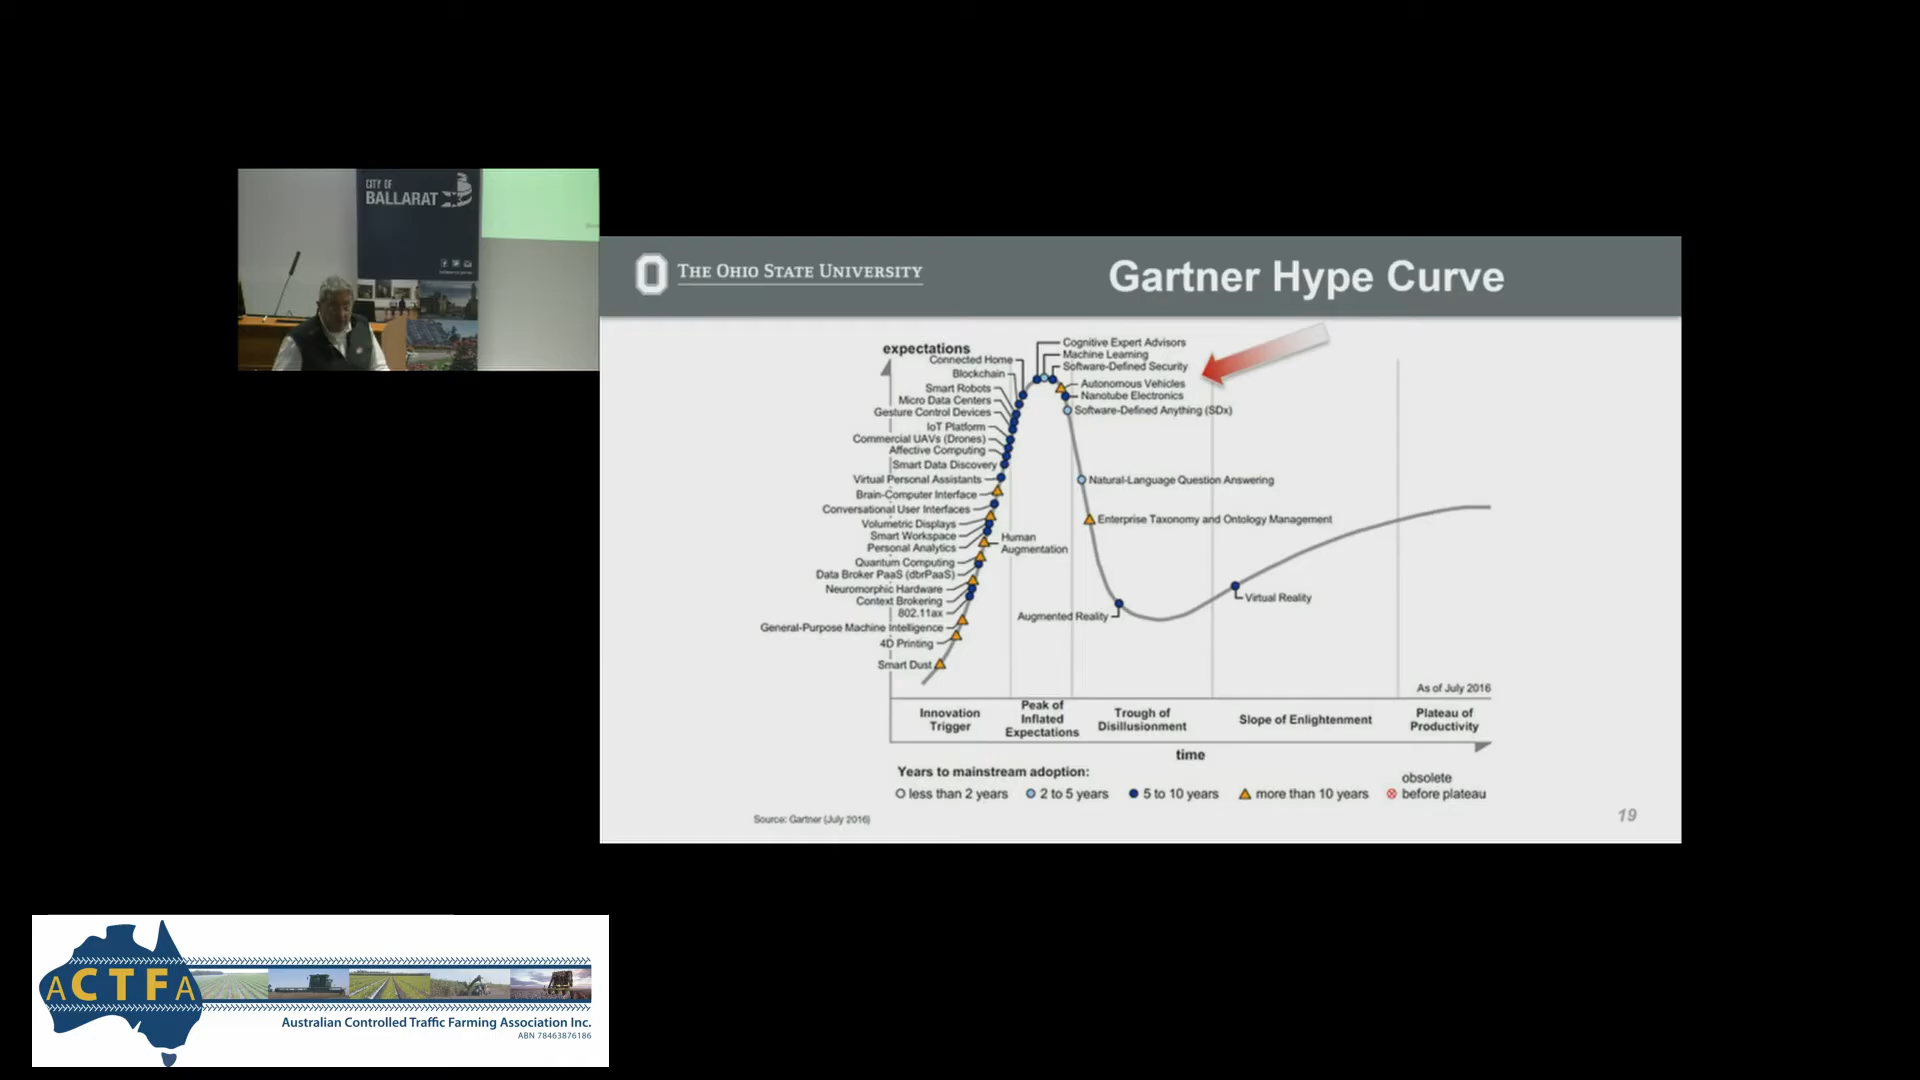 CITY OF
BALLARAT
THE OHIO STATE UNIVERSITY
Gartner Hype Curve
expectations
Connected Home
Blockchain
Smart Robots
Micro Data Centers
Gesture Control Devices
IoT Platform
Commercial UAVs (Drones)
Affective Computing
Smart Data Discovery
Virtual Personal Assistants
Brain-Computer Interface
Conversational User Interfaces
Volumetric Displays
Smart Workspace
Personal Analytics
Quantum Computing
Data Broker PaaS (dbrPaaS)
Neuromorphic Hardware
Context Brokering
802.11ax
General-Purpose Machine Intelligence
4D Printing
Smart Dust
Human
Augmentation
Cognitive Expert Advisors
Machine Learning
Software-Defined Security
Autonomous Vehicles
Nanotube Electronics
Software-Defined Anything (SDx)
Natural-Language Question Answering
Enterprise Taxonomy and Ontology Management
Augmented Reality
Virtual Reality
As of July 2016
Innovation
Trigger
Peak of
Inflated
Expectations
Trough of
Disillusionment
Slope of Enlightenment
Plateau of
Productivity
time
Years to mainstream adoption:
less than 2 years
2 to 5 years
5 to 10 years
more than 10 years
obsolete
before plateau
Source: Gartner (July 2016)
19
ACTFA
Australian Controlled Traffic Farming Association Inc.
ABN 78463876186